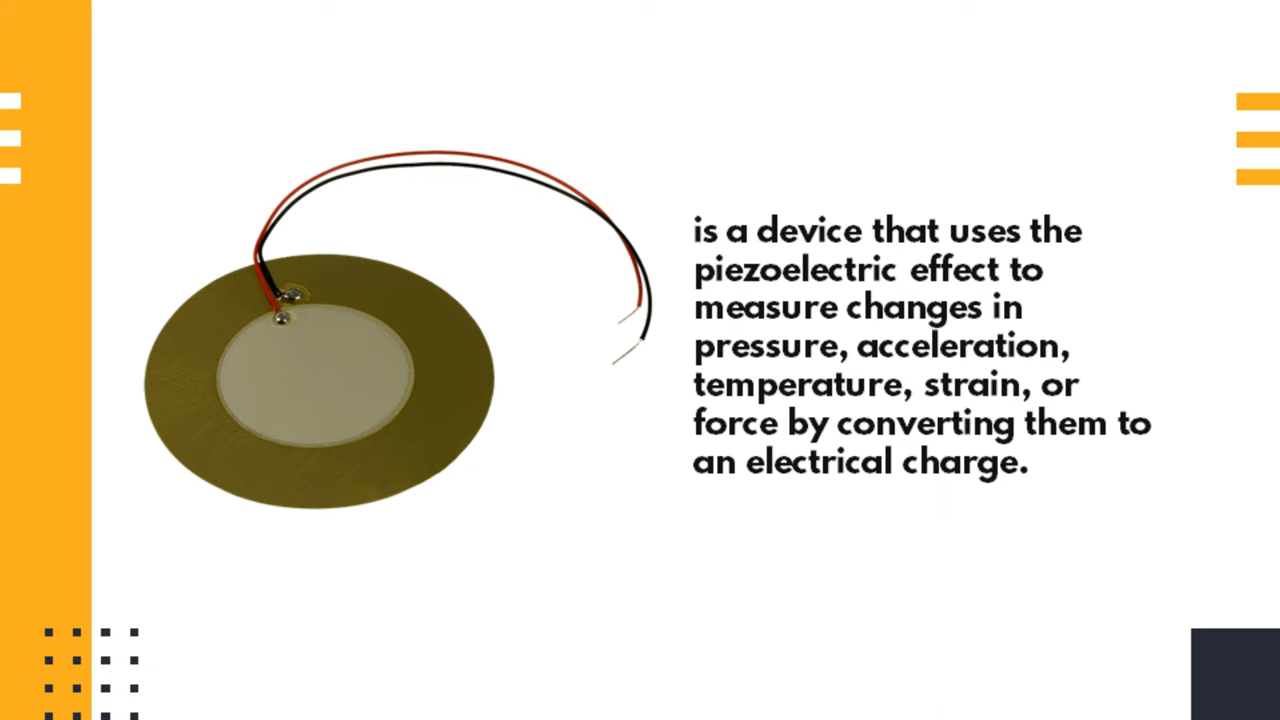 is a device that uses the
piezoelectric effect to
measure changes in
pressure, acceleration,
temperature, strain, or
force by converting them to
an electrical charge.